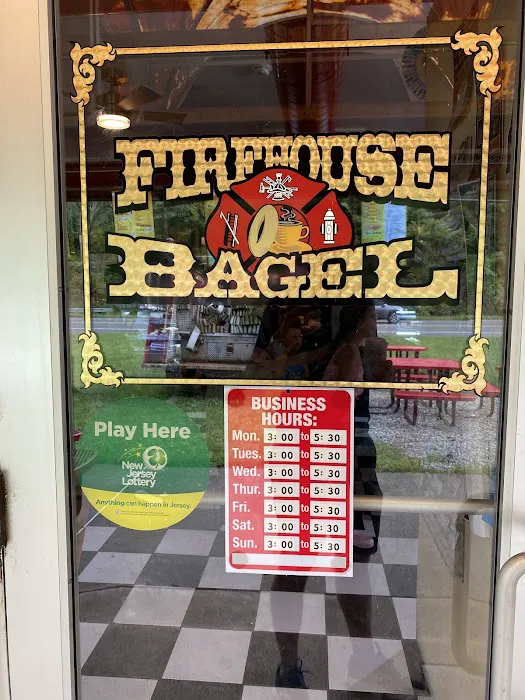 FIREHOUSE
BAGEL
Play Here
New
Jersey
Lottery
Anything can happen in Jersey.
BUSINESS
HOURS:
Mon. 3:00 to 5:30
Tues. 3:00 to 5:30
Wed. 3:00 to 5:30
Thur. 3:00 to 5:30
Fri. 3:00 to 5:30
Sat. 3:00 to 5:30
Sun. 3:00 to 5:30